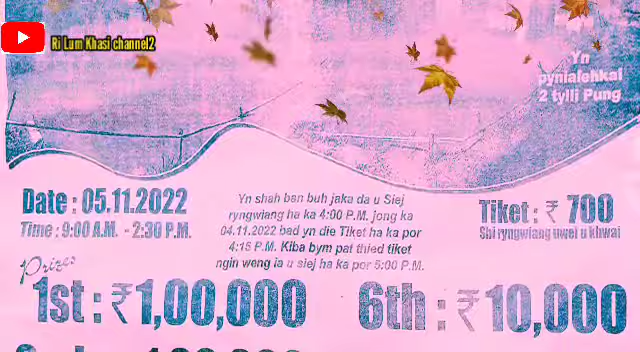 Ri Lum Khasi channel2
Yn
pynialehkai
2 tylli Pung
Date : 05.11.2022
Time : 9:00 A.M. - 2:30 P.M.
Yn shah ban buh jaka da u Siej
ryngwiang ha ka 4:00 P.M. jong ka
04.11.2022 bad yn die Tiket ha ka por
4:15 P.M. Kiba bym pat thied tiket
ngin weng ia u siej ha ka por 5:00 P.M.
Tiket : ₹ 700
Shi ryngwiang uwei u khwai
Prizes
1st : ₹1,00,000
6th : ₹10,000